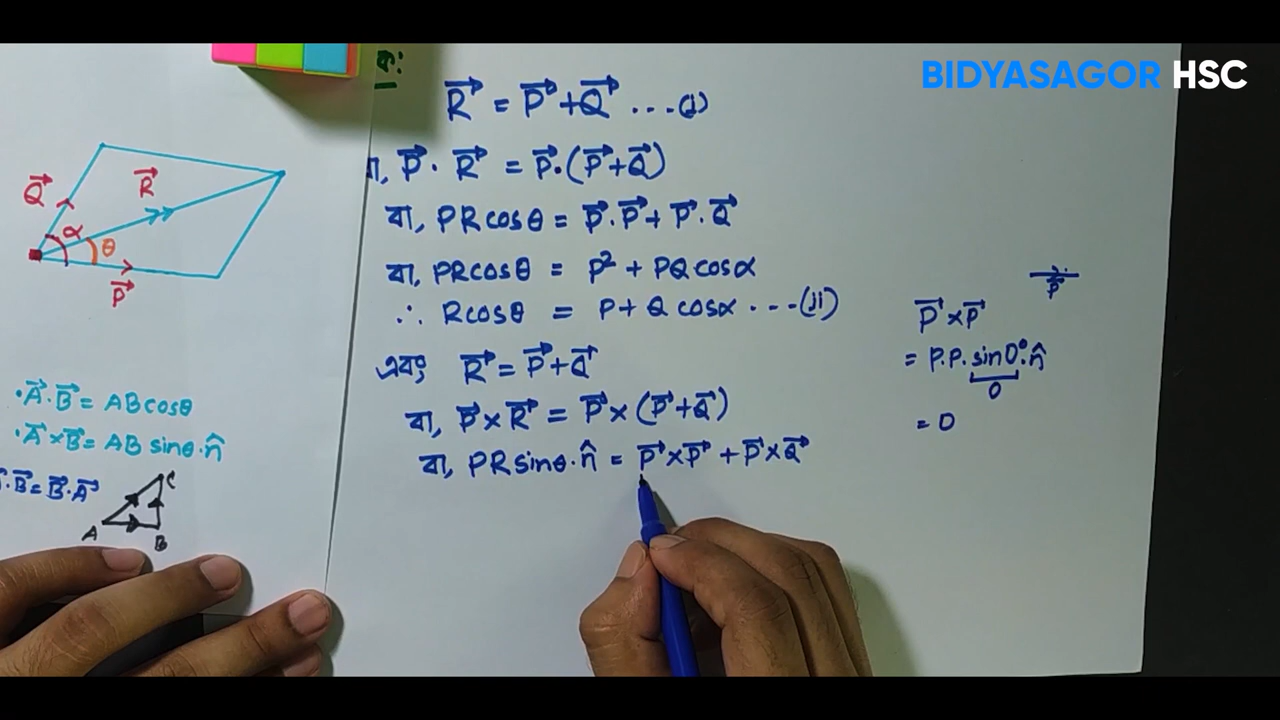 BIDYASAGOR HSC
19.
R⃗ = P⃗ + Q⃗ ...(i)
বা, P⃗ · R⃗ = P⃗·(P⃗+Q⃗)
বা, PR cosθ = P⃗·P⃗ + P⃗·Q⃗
বা, PR cosθ = P² + PQ cosα
∴ R cosθ = P + Q cosα ...(ii)
এবং R⃗ = P⃗ + Q⃗
বা, P⃗ × R⃗ = P⃗ × (P⃗+Q⃗)
বা, PR sinθ·n̂ = P⃗×P⃗ + P⃗×Q⃗
Q⃗
R⃗
α
θ
P⃗
·A⃗·B⃗ = AB cosθ
·A⃗×B⃗ = AB sinθ·n̂
·B⃗ = B⃗·A⃗
C
A
B
P⃗
P⃗ × P⃗
= P.P. sin0°·n̂
0
= 0